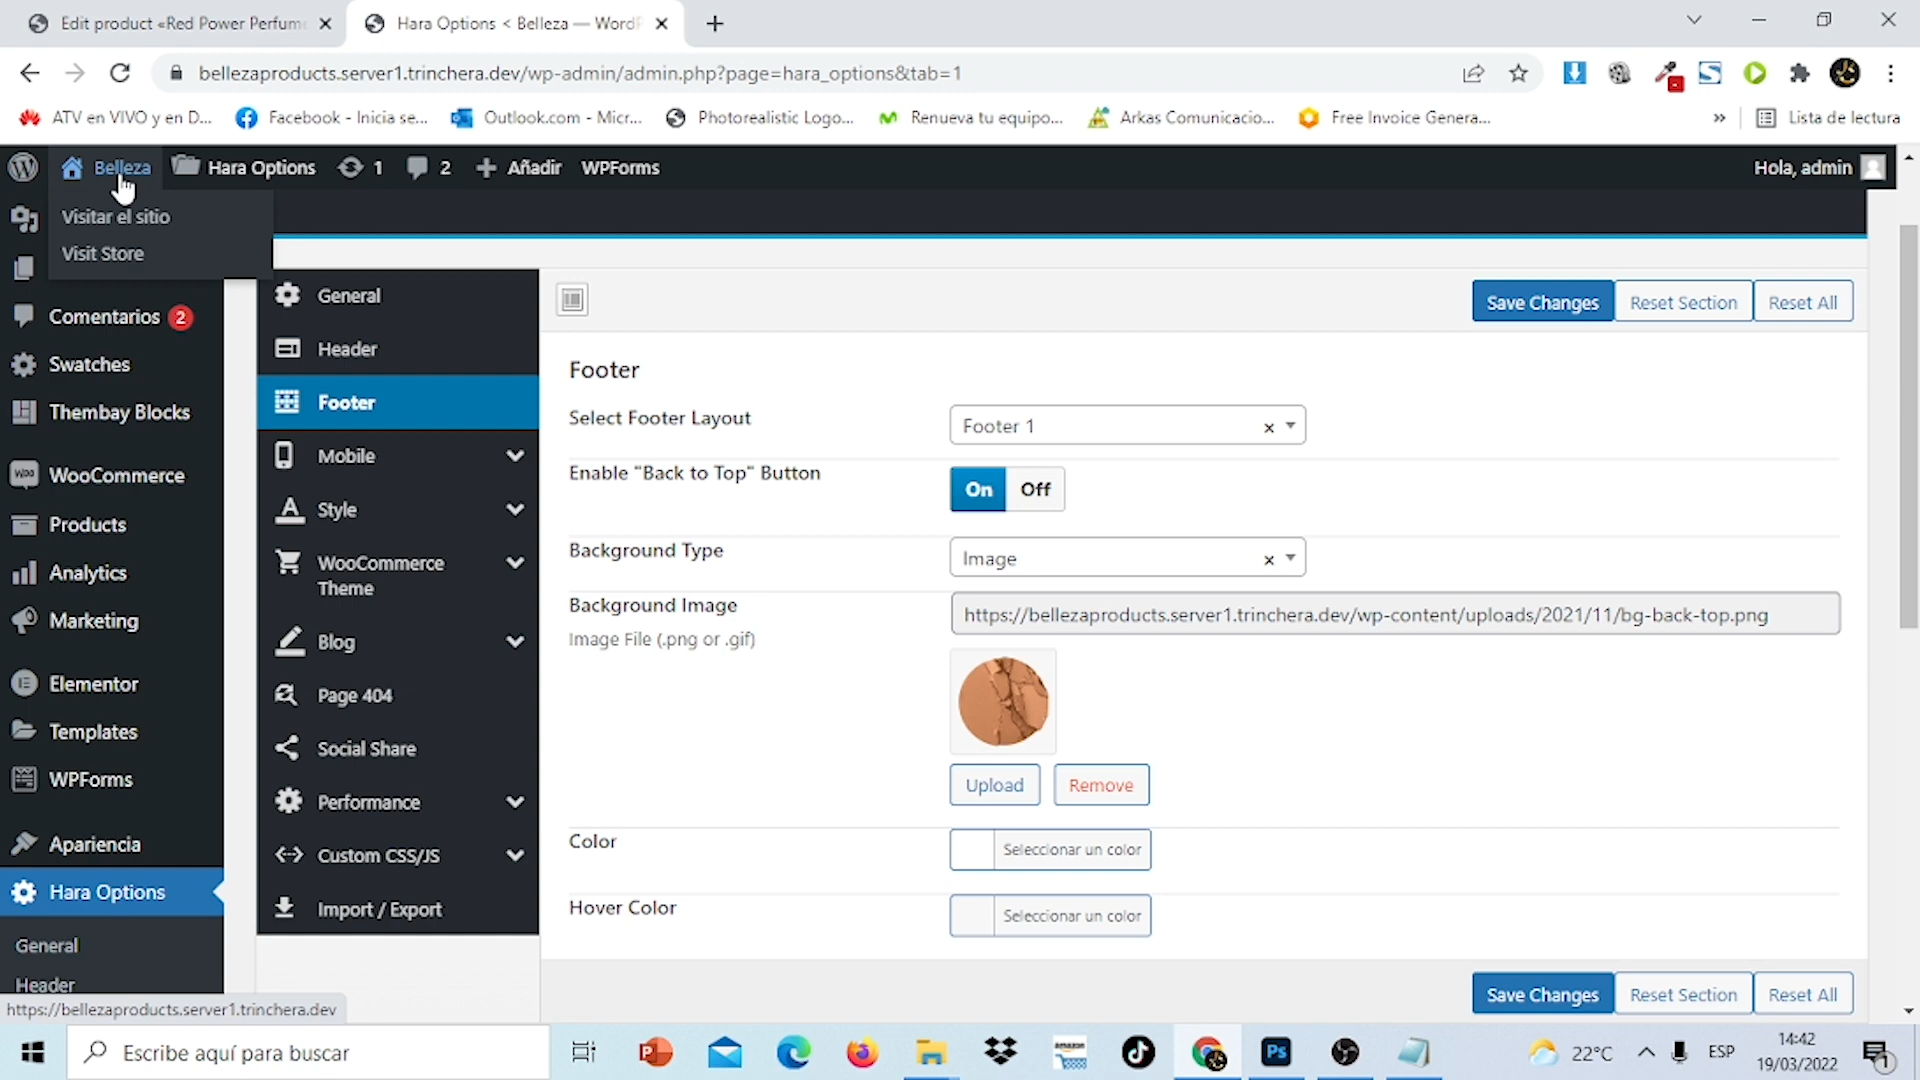 Edit product «Red Power Perfume
Hara Options < Belleza — WordP
bellezaproducts.server1.trinchera.dev/wp-admin/admin.php?page=hara_options&tab=1
ATV en VIVO y en D...
Facebook - Inicia se...
Outlook.com - Micr...
Photorealistic Logo...
Renueva tu equipo...
Arkas Comunicacio...
Free Invoice Genera...
»
Lista de lectura
Belleza
Hara Options
1
2
Añadir
WPForms
Hola, admin
Visitar el sitio
Visit Store
Comentarios 2
Swatches
Thembay Blocks
WooCommerce
Products
Analytics
Marketing
Elementor
Templates
WPForms
Apariencia
Hara Options
General
Header
https://bellezaproducts.server1.trinchera.dev
General
Header
Footer
Mobile
Style
WooCommerce
Theme
Blog
Page 404
Social Share
Performance
Custom CSS/JS
Import / Export
Save Changes
Reset Section
Reset All
Footer
Select Footer Layout
Footer 1
Enable "Back to Top" Button
On
Off
Background Type
Image
Background Image
Image File (.png or .gif)
https://bellezaproducts.server1.trinchera.dev/wp-content/uploads/2021/11/bg-back-top.png
Upload
Remove
Color
Seleccionar un color
Hover Color
Seleccionar un color
Save Changes
Reset Section
Reset All
Escribe aquí para buscar
amazon
Ps
22°C
ESP
14:42
19/03/2022
1